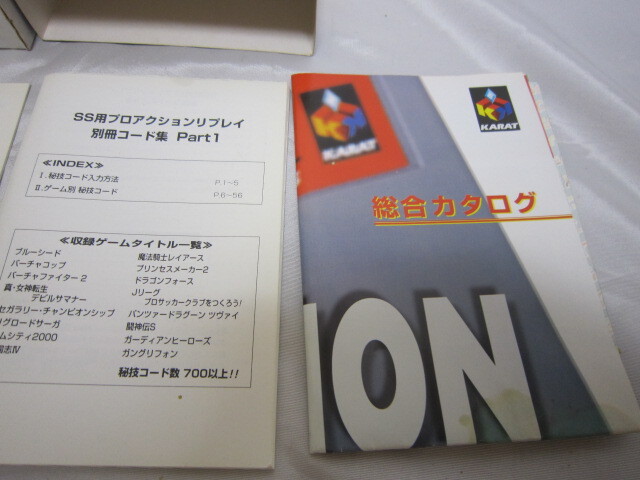 SS用プロアクションリプレイ
別冊コード集 Part1
≪INDEX≫
Ⅰ.秘技コード入力方法 P.1~5
Ⅱ.ゲーム別 秘技コード P.6~56
≪収録ゲームタイトル一覧≫
ブルーシード
バーチャコップ
バーチャファイター2
真・女神転生
デビルサマナー
セガラリー・チャンピオンシップ
リグロードサーガ
ムシティ2000
志Ⅳ
魔法騎士レイアース
プリンセスメーカー2
ドラゴンフォース
Jリーグ
プロサッカークラブをつくろう!
パンツァードラグーン ツヴァイ
闘神伝S
ガーディアンヒーローズ
ガングリフォン
秘技コード数 700以上!!
KARAT
KARAT
総合カタログ
ION